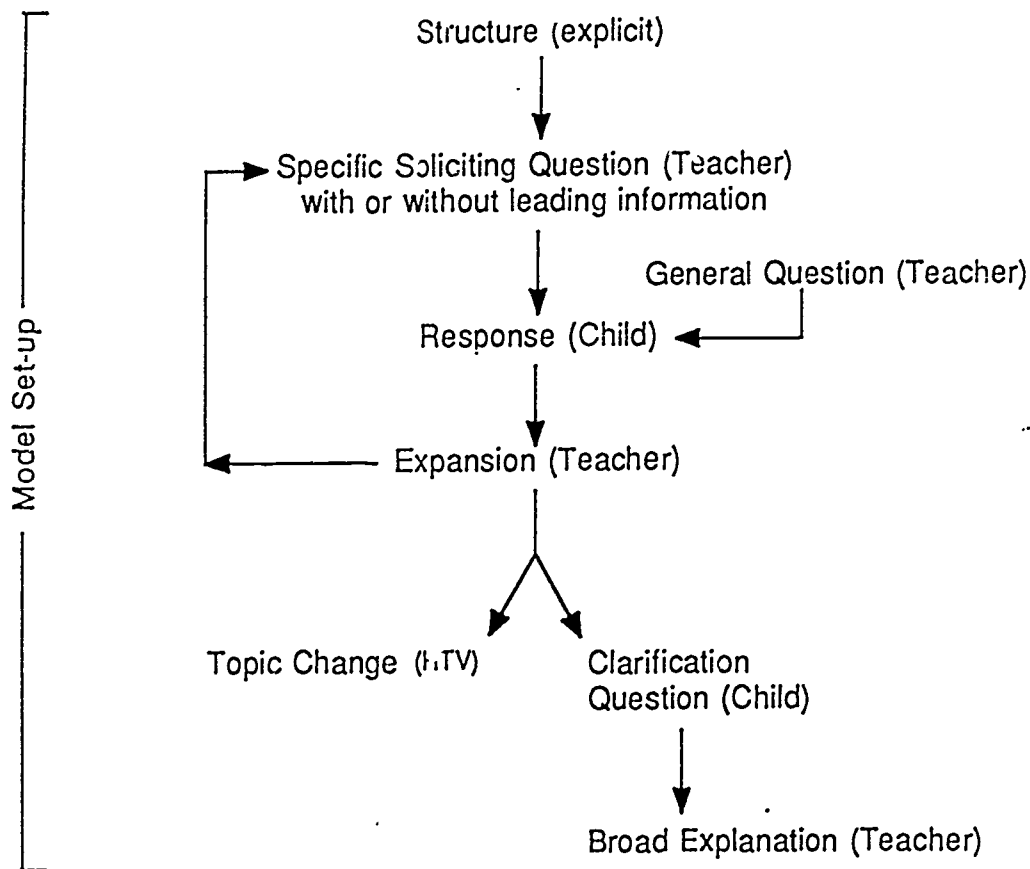 Structure (explicit)
Specific Soliciting Question (Teacher)
with or without leading information
General Question (Teacher)
Response (Child)
Model Set-up
Expansion (Teacher)
Topic Change
Clarification
Question (Child)
Broad Explanation (Teacher)